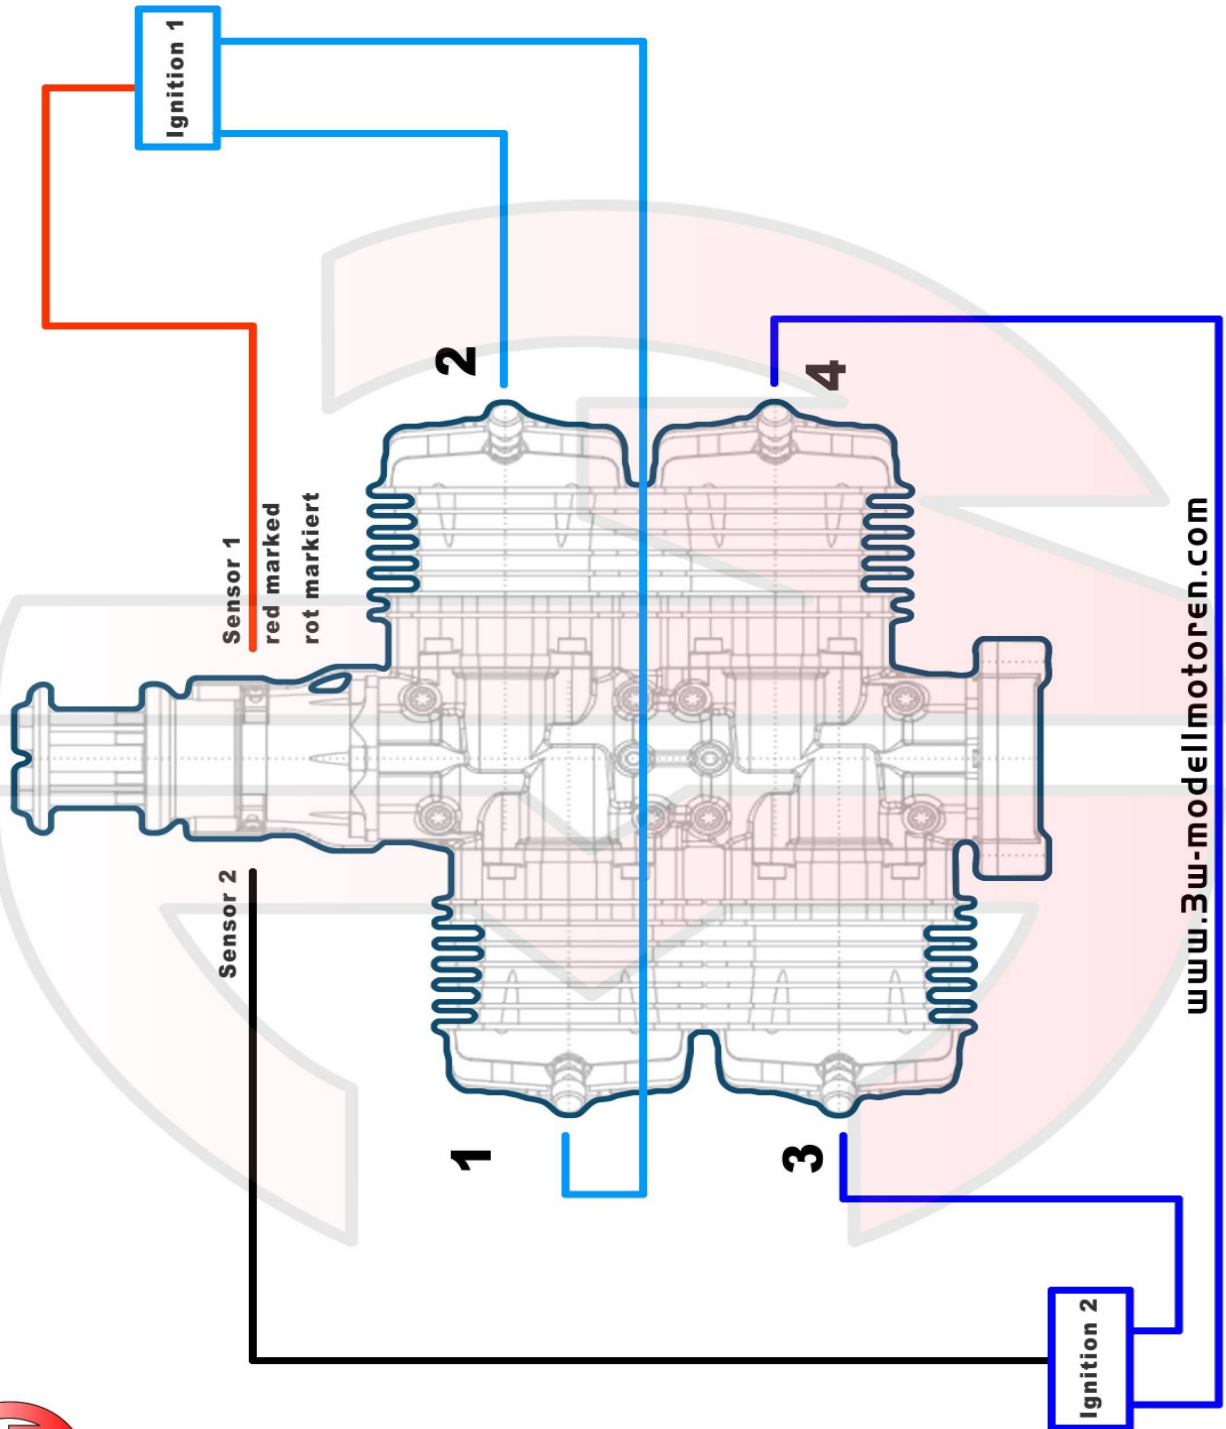 Ignition 1
2
4
Sensor 1
red marked
rot markiert
www.3w-modellmotoren.com
Sensor 2
1
3
Ignition 2